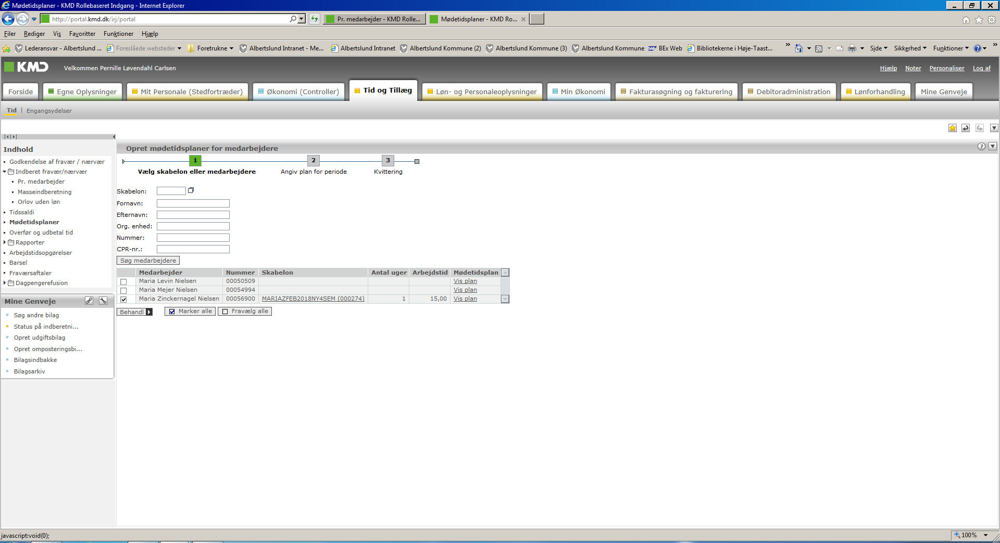 Mødetidsplaner - KMD Rollebaseret Indgang - Internet Explorer
http://portal.kmd.dk/irj/portal
Pr. medarbejder - KMD Rolle...
Mødetidsplaner - KMD Ro...
Filer Rediger Vis Favoritter Funktioner Hjælp
Lederansvar - Albertslund ... Foreslåede websteder Foretrukne Albertslund Intranet - Me... Albertslund Intranet Albertslund Kommune (2) Albertslund Kommune (3) Albertslund Kommune BEx Web Bibliotekerne i Høje-Taast... » Side Sikkerhed Funktioner »
KMD Velkommen Pernille Løvendahl Carlsen Hjælp Noter Personaliser Log af
Forside Egne Oplysninger Mit Personale (Stedfortræder) Økonomi (Controller) Tid og Tillæg Løn- og Personaleoplysninger Min Økonomi Fakturasøgning og fakturering Debitoradministration Lønforhandling Mine Genveje
Tid | Engangsydelser
Indhold
Godkendelse af fravær / nærvær
Indberet fravær/nærvær
Pr. medarbejder
Masseindberetning
Orlov uden løn
Tidssaldi
Mødetidsplaner
Overfør og udbetal tid
Rapporter
Arbejdstidsopgørelser
Barsel
Fraværsaftaler
Dagpengerefusion
Mine Genveje
Søg andre bilag
Status på indberetni...
Opret udgiftsbilag
Opret omposteringsbi...
Bilagsindbakke
Bilagsarkiv
Opret mødetidsplaner for medarbejdere
1 2 3
Vælg skabelon eller medarbejdere Angiv plan for periode Kvittering
Skabelon:
Fornavn:
Efternavn:
Org. enhed:
Nummer:
CPR-nr.:
Søg medarbejdere
Medarbejder Nummer Skabelon Antal uger Arbejdstid Mødetidsplan
Maria Levin Nielsen 00050509 Vis plan
Maria Mejer Nielsen 00054994 Vis plan
Maria Zinckernagel Nielsen 00056900 MARIAZFEB2018NY4SEM (000274) 1 15,00 Vis plan
Behandl Marker alle Fravælg alle
javascript:void(0);
100%